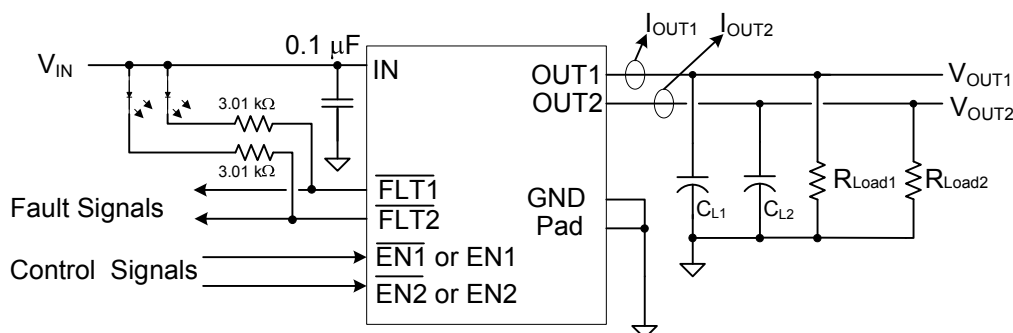 I_OUT1
I_OUT2
0.1 μF
V_IN
IN
OUT1
OUT2
V_OUT1
V_OUT2
3.01 kΩ
3.01 kΩ
FLT1
FLT2
Fault Signals
GND
Pad
C_L1
C_L2
R_Load1
R_Load2
Control Signals
EN1 or EN1
EN2 or EN2